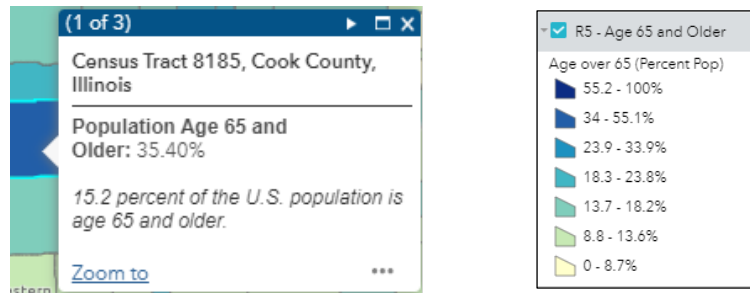 (1 of 3)
Census Tract 8185, Cook County,
Illinois
Population Age 65 and
Older: 35.40%
15.2 percent of the U.S. population is
age 65 and older.
Zoom to
R5 - Age 65 and Older
Age over 65 (Percent Pop)
55.2 - 100%
34 - 55.1%
23.9 - 33.9%
18.3 - 23.8%
13.7 - 18.2%
8.8 - 13.6%
0 - 8.7%